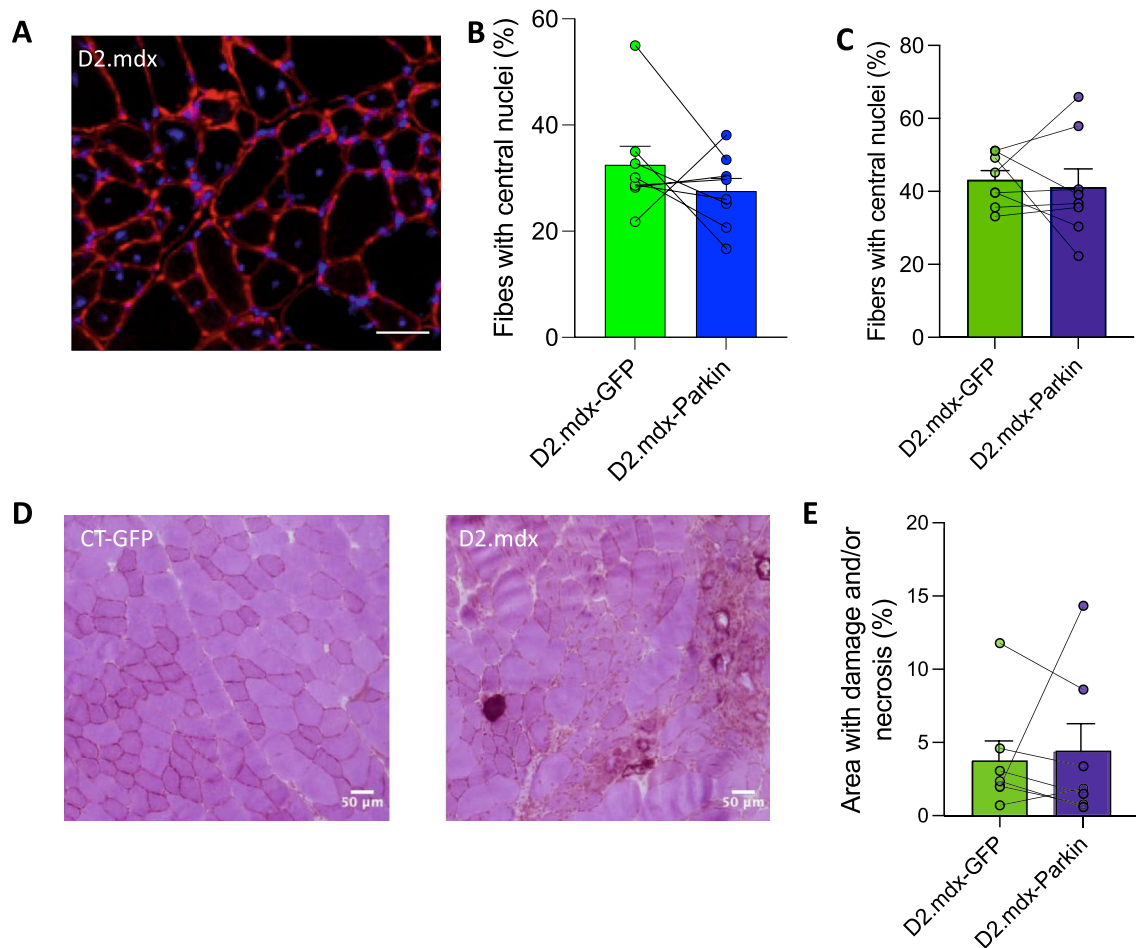 A
D2.mdx
B
Fibes with central nuclei (%)
60
40
20
0
D2.mdx-GFP
D2.mdx-Parkin
C
Fibers with central nuclei (%)
80
60
40
20
0
D2.mdx-GFP
D2.mdx-Parkin
D
CT-GFP
50 µm
D2.mdx
50 µm
E
Area with damage and/or
necrosis (%)
20
15
10
5
0
D2.mdx-GFP
D2.mdx-Parkin